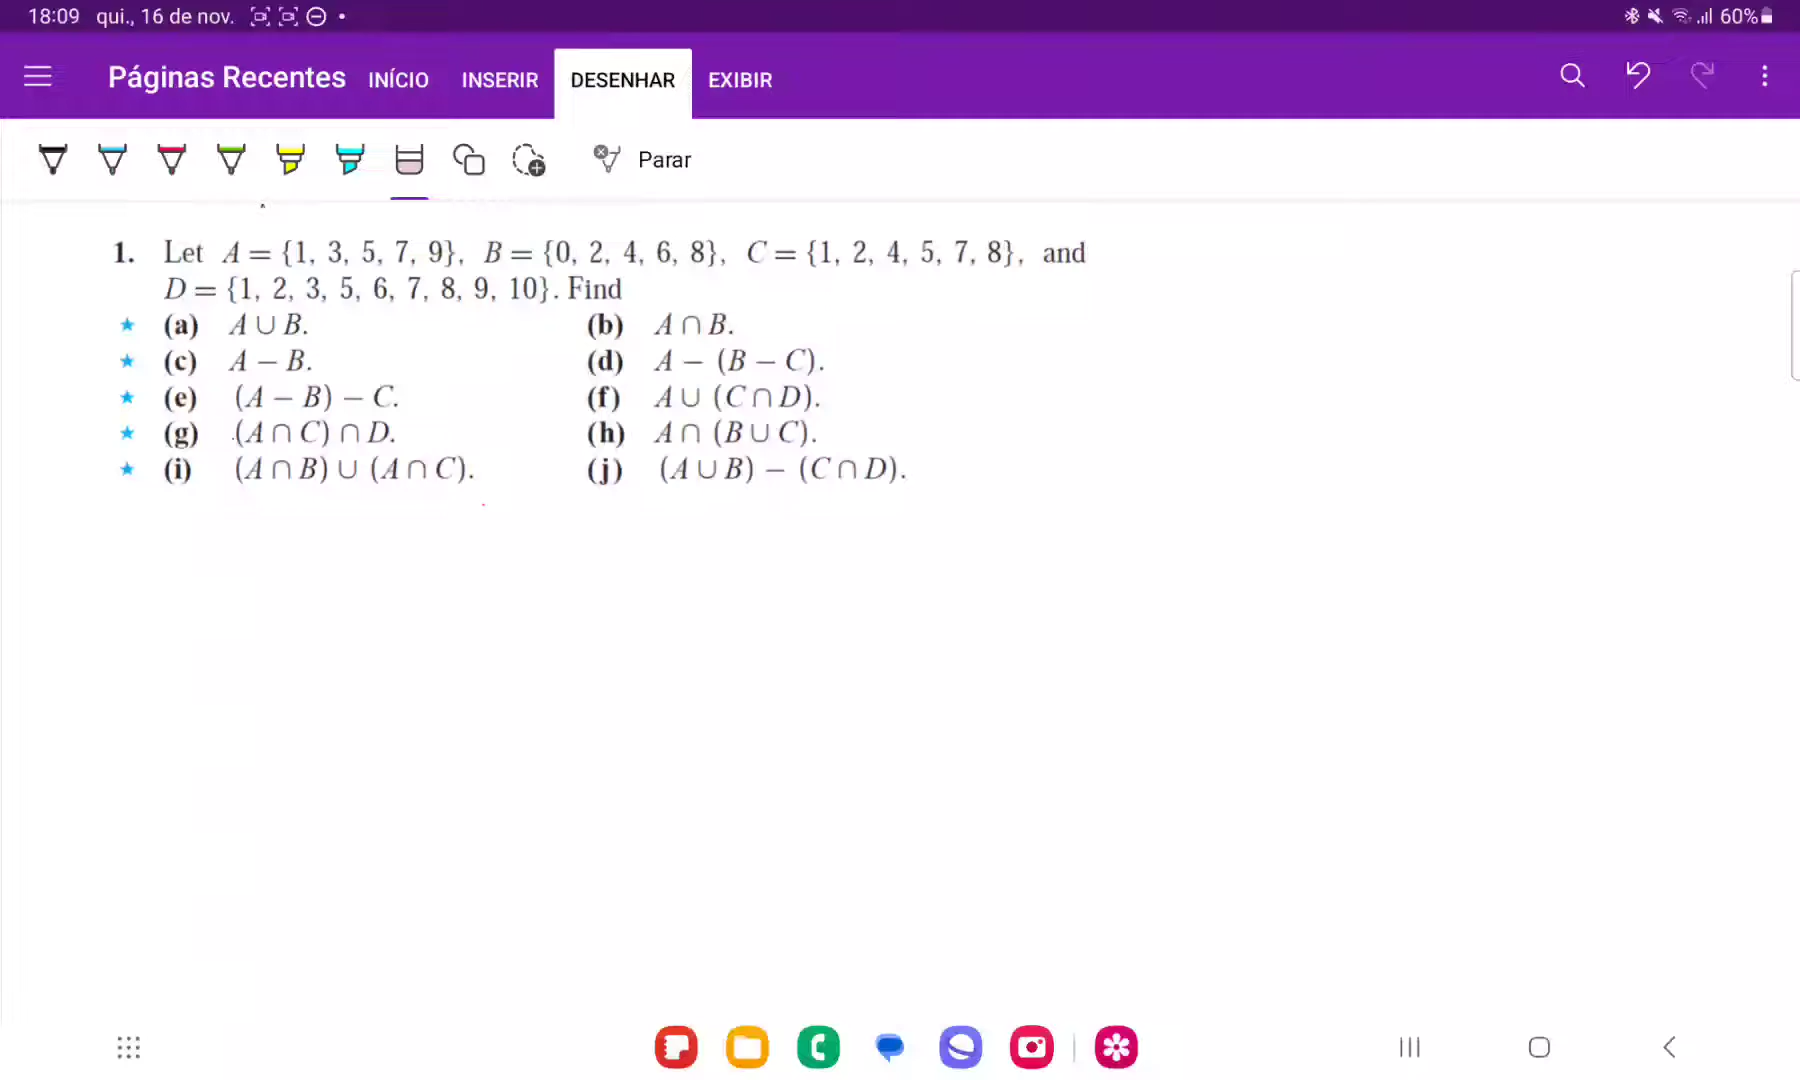 18:09 qui., 16 de nov. 60%
Páginas Recentes INÍCIO INSERIR DESENHAR EXIBIR
Parar
1. Let A = {1, 3, 5, 7, 9}, B = {0, 2, 4, 6, 8}, C = {1, 2, 4, 5, 7, 8}, and
D = {1, 2, 3, 5, 6, 7, 8, 9, 10}. Find
★ (a) A ∪ B. (b) A ∩ B.
★ (c) A − B. (d) A − (B − C).
★ (e) (A − B) − C. (f) A ∪ (C ∩ D).
★ (g) (A ∩ C) ∩ D. (h) A ∩ (B ∪ C).
★ (i) (A ∩ B) ∪ (A ∩ C). (j) (A ∪ B) − (C ∩ D).